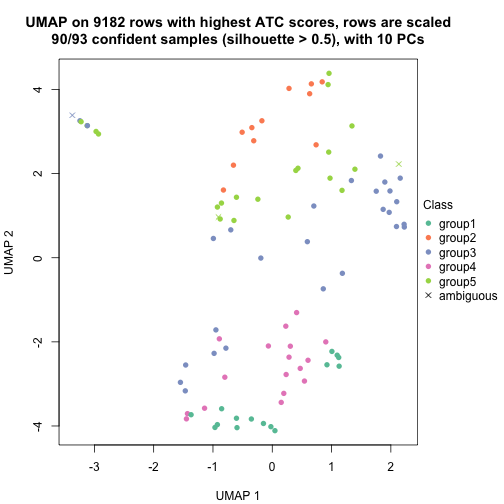 UMAP on 9182 rows with highest ATC scores, rows are scaled
90/93 confident samples (silhouette > 0.5), with 10 PCs
4
2
0
-2
-4
UMAP 2
-3
-2
-1
0
1
2
UMAP 1
Class
group1
group2
group3
group4
group5
ambiguous